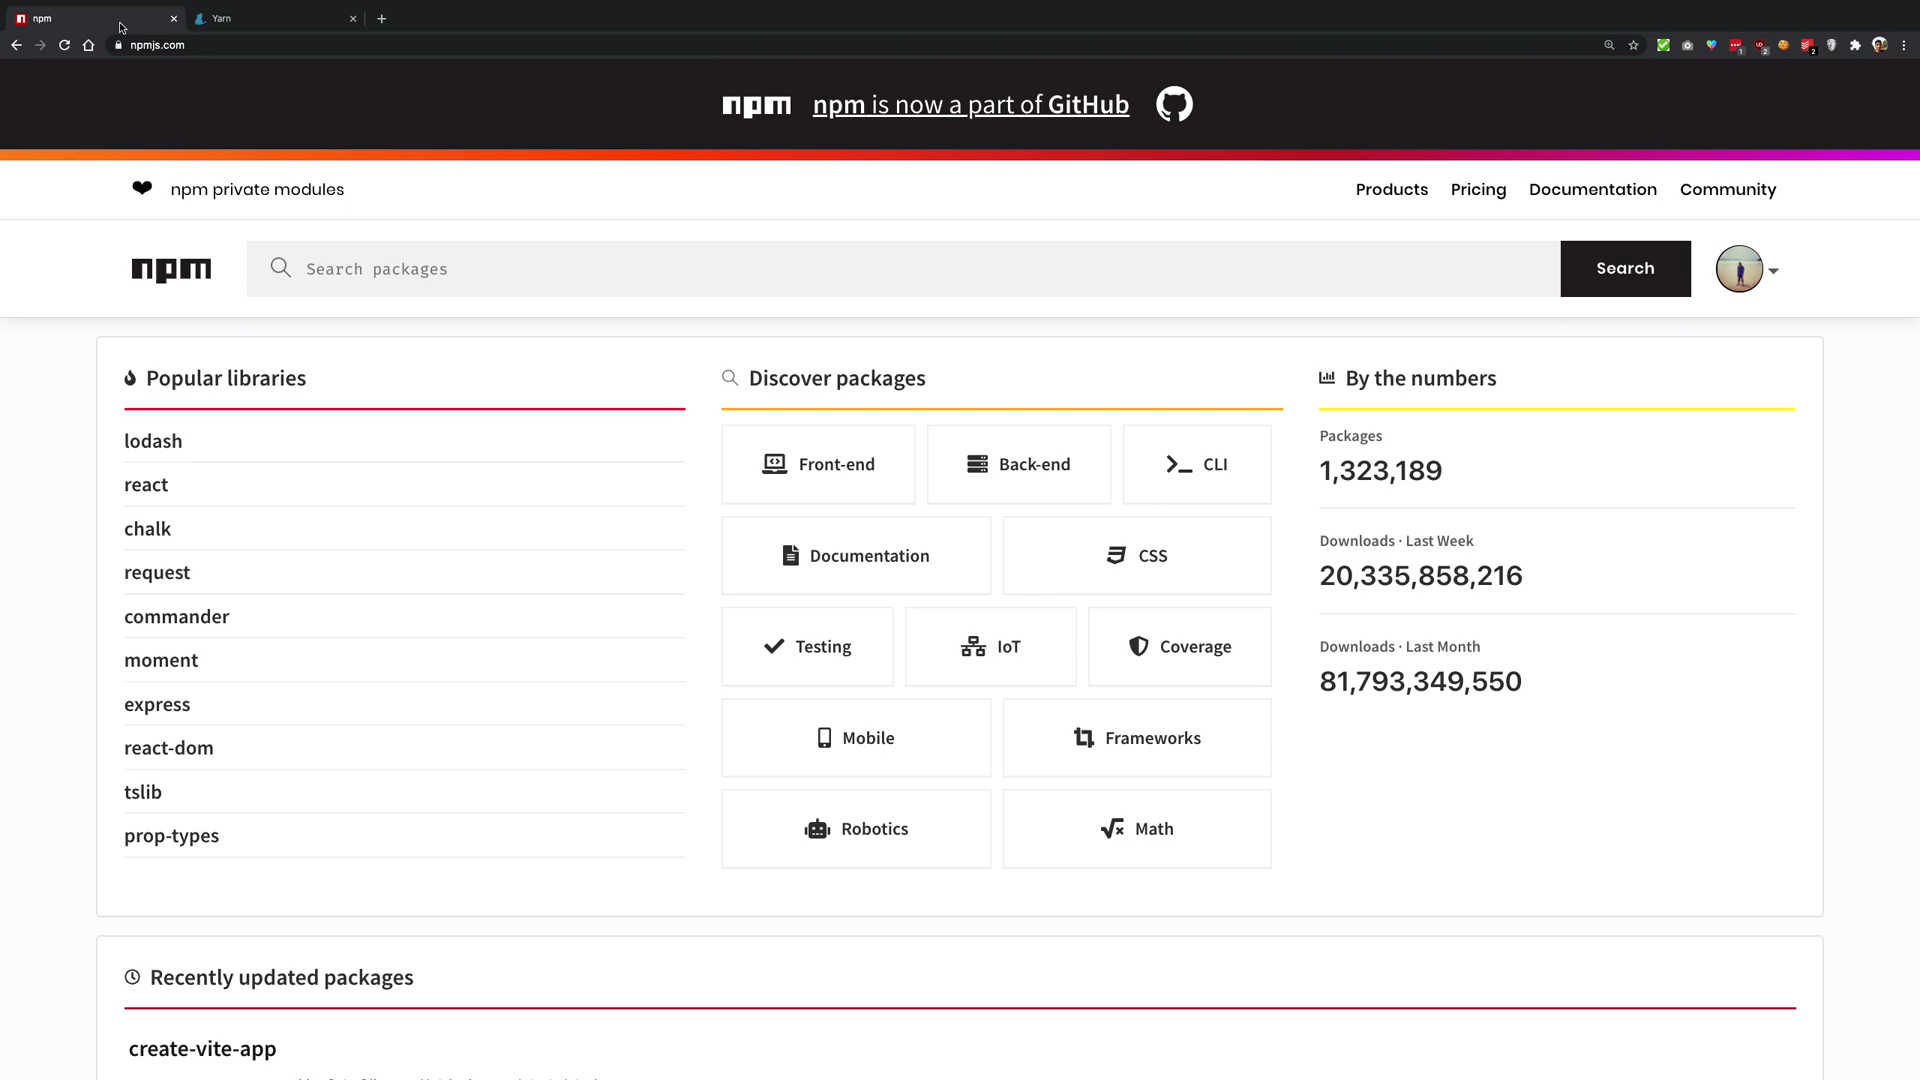 npm
Yarn
npmjs.com
npm npm is now a part of GitHub
npm private modules
Products Pricing Documentation Community
npm
Search packages
Search
Popular libraries
lodash
react
chalk
request
commander
moment
express
react-dom
tslib
prop-types
Discover packages
Front-end
Back-end
CLI
Documentation
CSS
Testing
IoT
Coverage
Mobile
Frameworks
Robotics
Math
By the numbers
Packages
1,323,189
Downloads · Last Week
20,335,858,216
Downloads · Last Month
81,793,349,550
Recently updated packages
create-vite-app